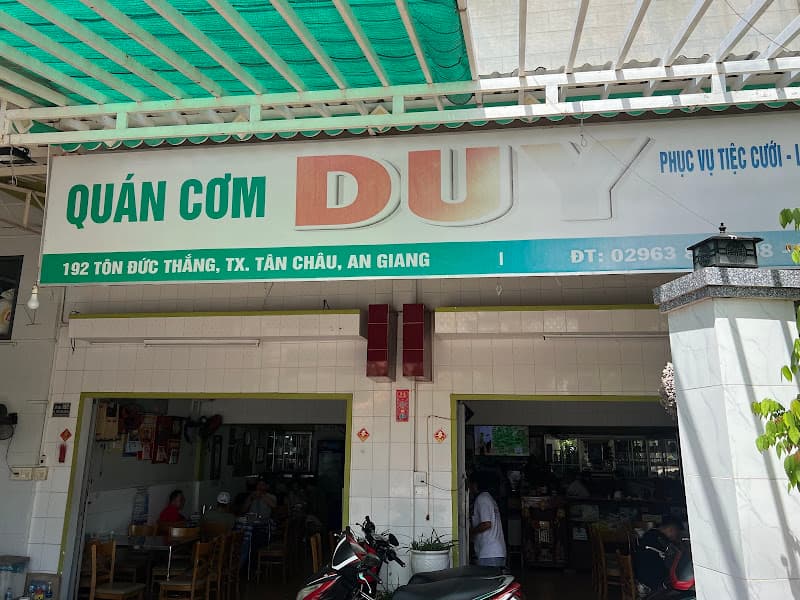 QUÁN CƠM DUY
PHỤC VỤ TIỆC CƯỚI -
192 TÔN ĐỨC THẮNG, TX. TÂN CHÂU, AN GIANG
ĐT: 02963